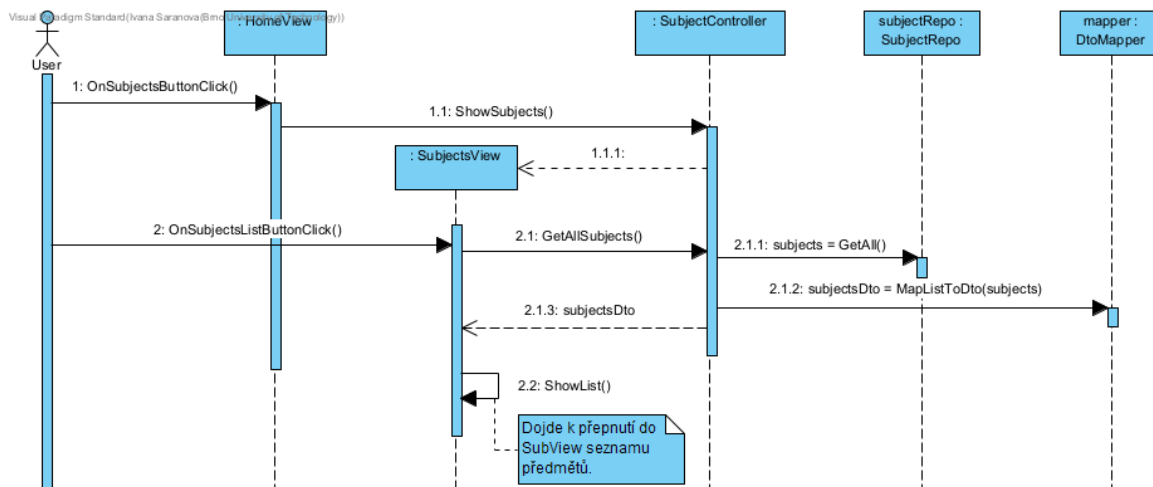 Visual Paradigm Standard(Ivana Saranova(Brno University of Technology))
: HomeView
: SubjectController
subjectRepo :
SubjectRepo
mapper :
DtoMapper
User
1: OnSubjectsButtonClick()
1.1: ShowSubjects()
: SubjectsView
1.1.1:
2: OnSubjectsListButtonClick()
2.1: GetAllSubjects()
2.1.1: subjects = GetAll()
2.1.2: subjectsDto = MapListToDto(subjects)
2.1.3: subjectsDto
2.2: ShowList()
Dojde k přepnutí do
SubView seznamu
předmětů.